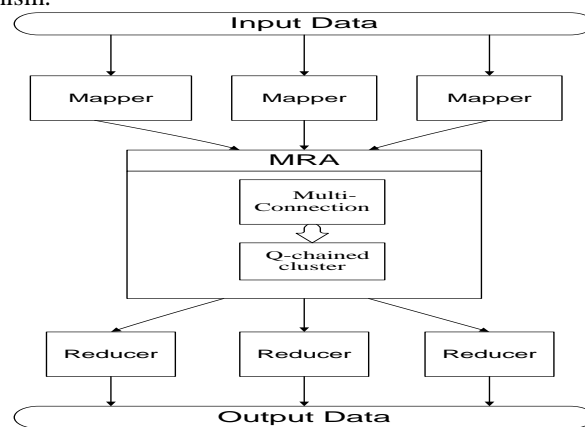 Input Data
Mapper Mapper Mapper
MRA
Multi-
Connection
Q-chained
cluster
Reducer Reducer Reducer
Output Data